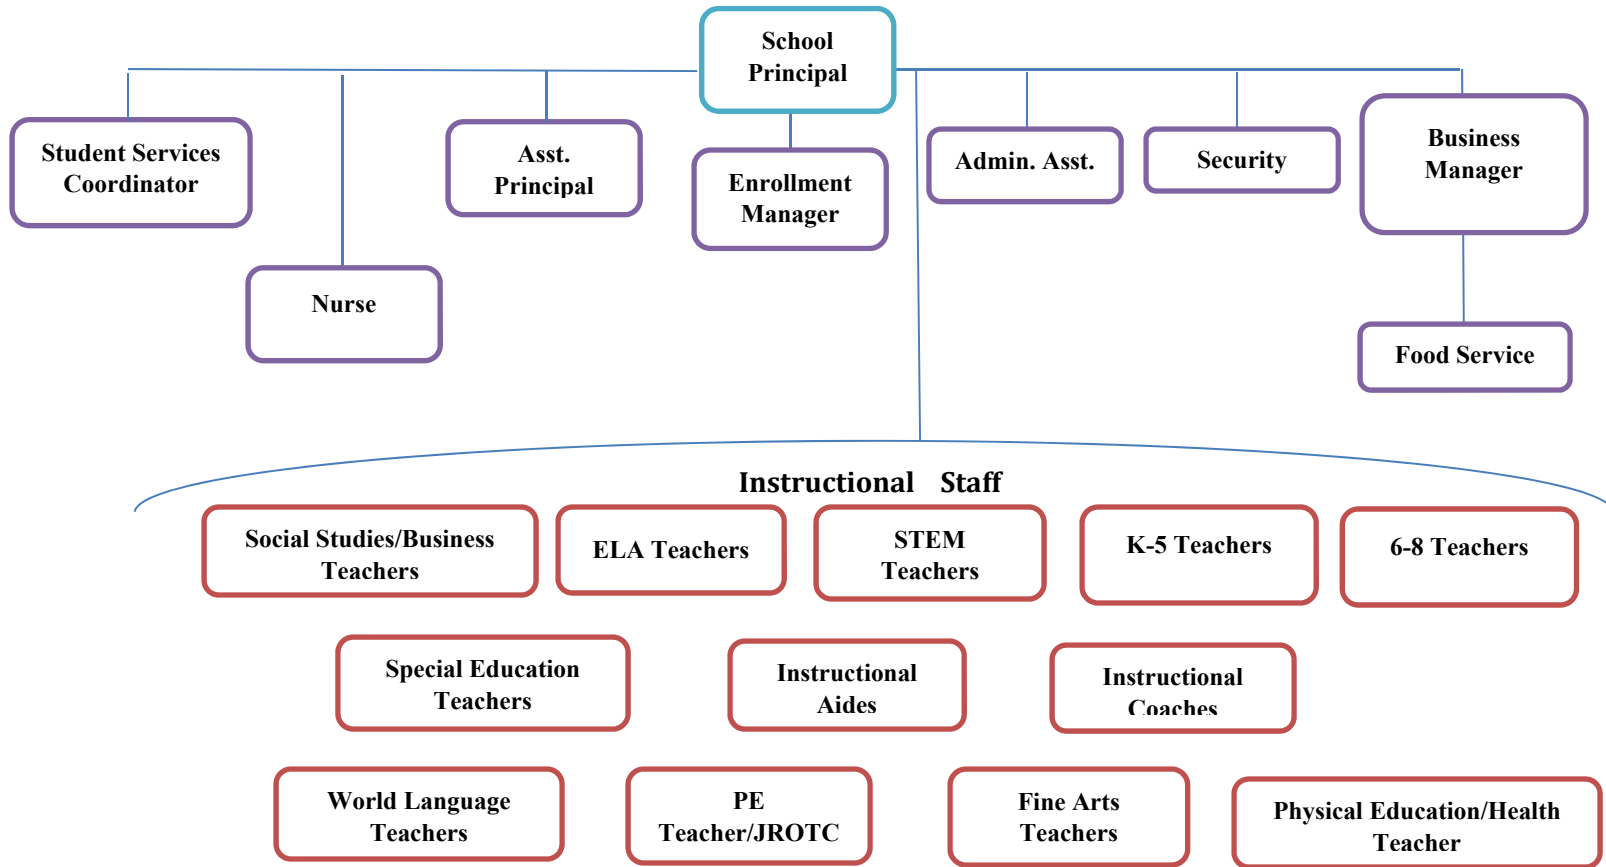 School
Principal
Student Services
Coordinator
Asst.
Principal
Enrollment
Manager
Admin. Asst.
Security
Business
Manager
Nurse
Food Service
Instructional Staff
Social Studies/Business
Teachers
ELA Teachers
STEM
Teachers
K-5 Teachers
6-8 Teachers
Special Education
Teachers
Instructional
Aides
Instructional
Coaches
World Language
Teachers
PE
Teacher/JROTC
Fine Arts
Teachers
Physical Education/Health
Teacher